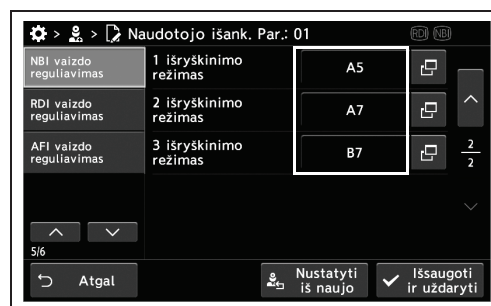 > > Naudotojo išank. Par.: 01 RDI NBI
NBI vaizdo
reguliavimas
1 išryškinimo
režimas
A5
RDI vaizdo
reguliavimas
2 išryškinimo
režimas
A7
AFI vaizdo
reguliavimas
3 išryškinimo
režimas
B7
2
2
5/6
Atgal
Nustatyti
iš naujo
Išsaugoti
ir uždaryti